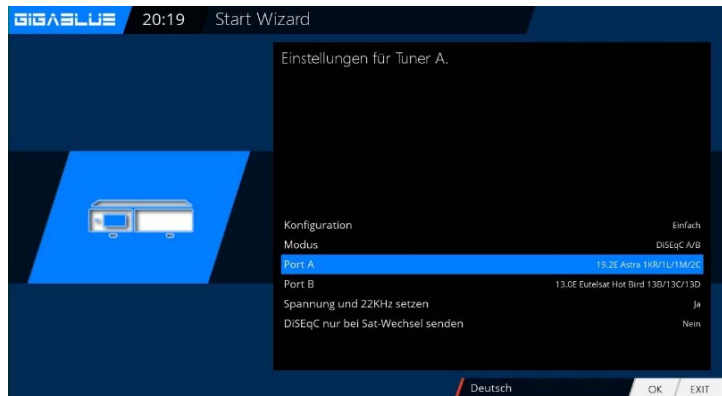 GIGABLUE 20:19 Start Wizard
Einstellungen für Tuner A.
Konfiguration Einfach
Modus DiSEqC A/B
Port A 19.2E Astra 1KR/1L/1M/2C
Port B 13.0E Eutelsat Hot Bird 13B/13C/13D
Spannung und 22KHz setzen Ja
DiSEqC nur bei Sat-Wechsel senden Nein
Deutsch OK EXIT